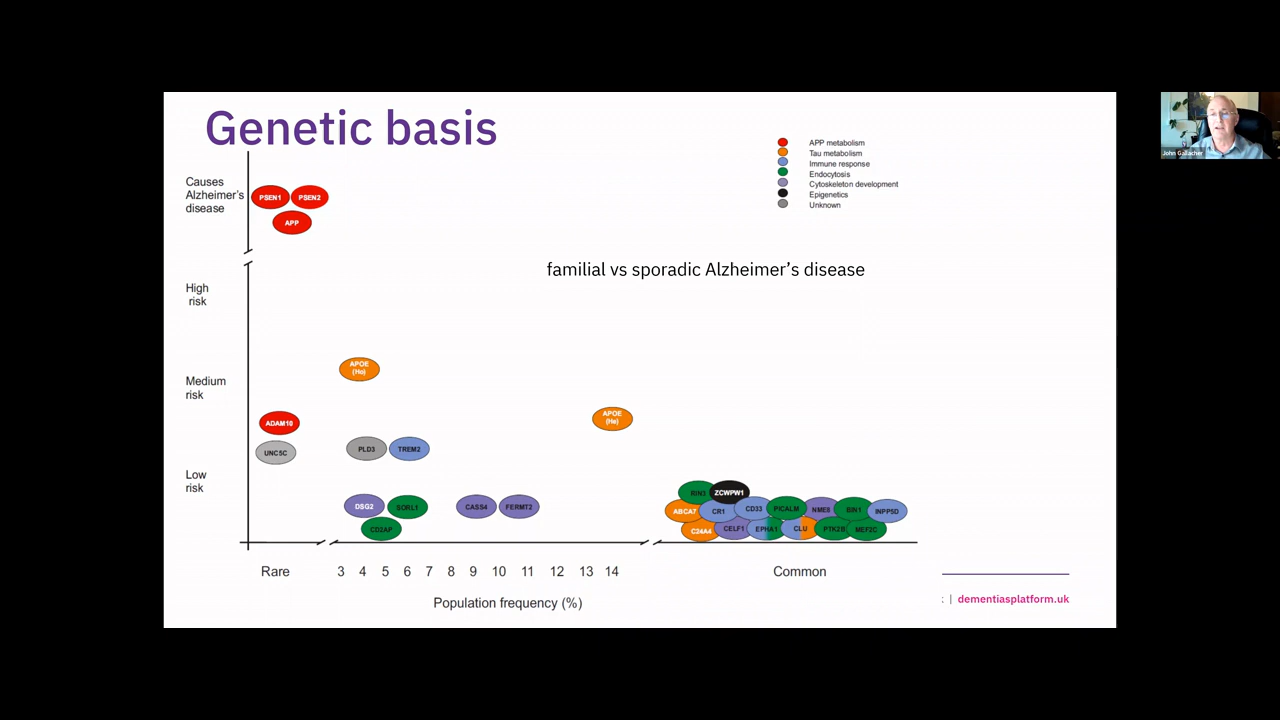 Genetic basis
APP metabolism
Tau metabolism
Immune response
Endocytosis
Cytoskeleton development
Epigenetics
Unknown
John Gallacher
Causes
Alzheimer's
disease
PSEN1
PSEN2
APP
familial vs sporadic Alzheimer's disease
High
risk
Medium
risk
APOE
(Ho)
APOE
(He)
ADAM10
UNC5C
PLD3
TREM2
Low
risk
DSG2
SORL1
CD2AP
CASS4
FERMT2
RIN3
ZCWPW1
ABCA7
CR1
CD33
PICALM
NME8
BIN1
INPP5D
C24A4
CELF1
EPHA1
CLU
PTK2B
MEF2C
Rare
3 4 5 6 7 8 9 10 11 12 13 14
Common
Population frequency (%)
| dementiasplatform.uk